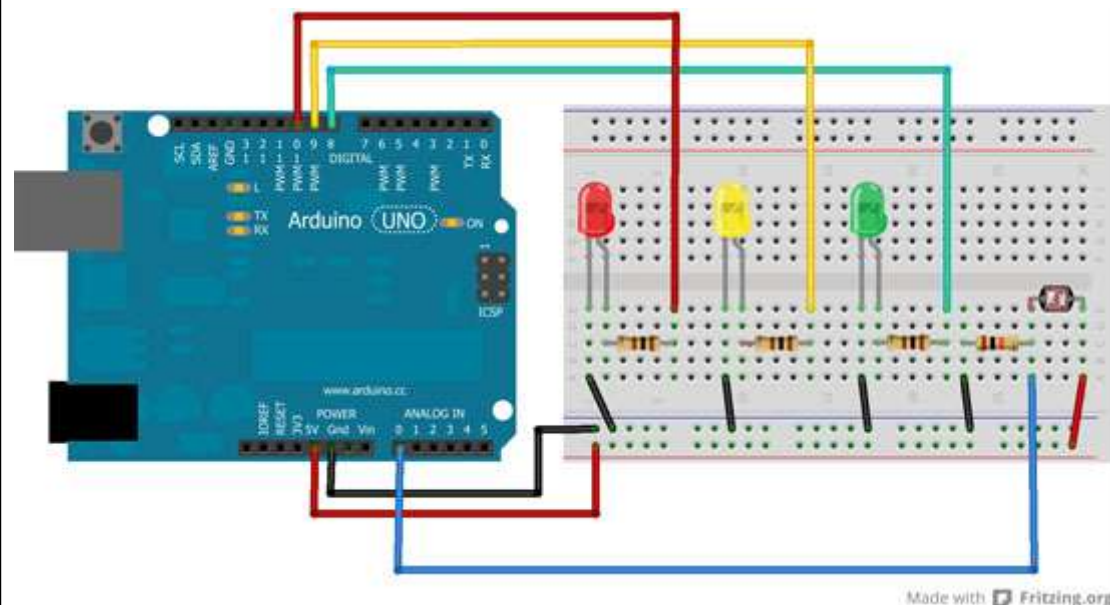 SCL
SDA
AREF
GND
13
12
PWM 11
PWM 10
PWM 9
8
DIGITAL
7
PWM 6
PWM 5
4
PWM 3
2
TX 1
RX 0
L
TX
RX
Arduino UNO
ON
1
ICSP
www.arduino.cc
POWER
ANALOG IN
IOREF
RESET
3V3
5V Gnd Vin
0 1 2 3 4 5
Made with Fritzing.org